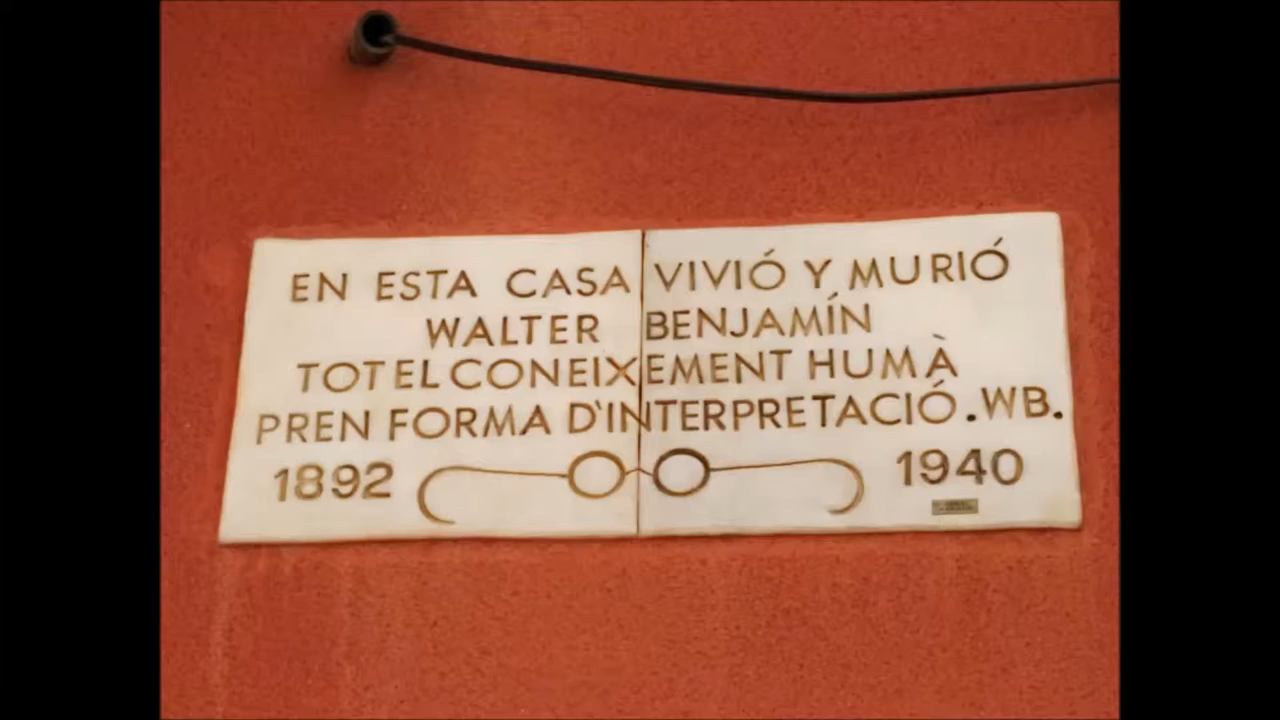 EN ESTA CASA VIVIÓ Y MURIÓ
WALTER BENJAMÍN
TOT EL CONEIXEMENT HUMÀ
PREN FORMA D'INTERPRETACIÓ. WB.
1892 1940